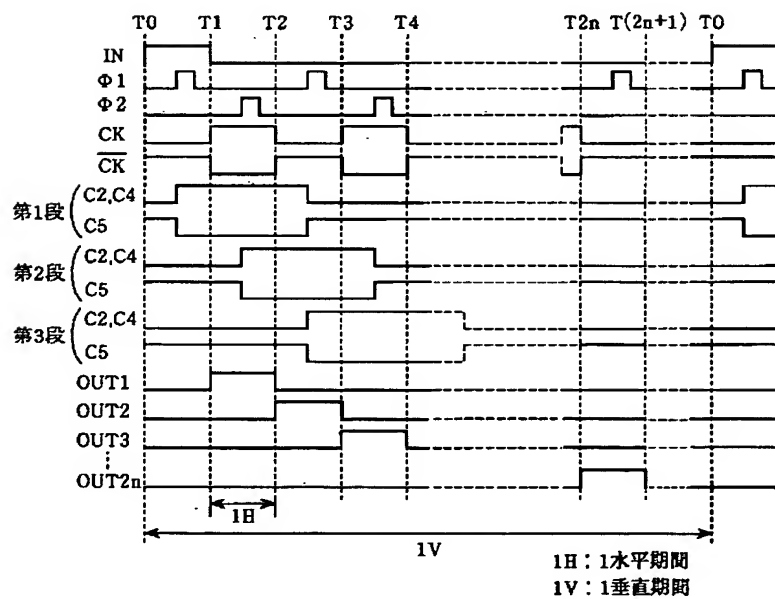 T0 T1 T2 T3 T4 T2n T(2n+1) T0
IN
Φ1
Φ2
CK
C̅K̅
第1段
C2,C4
C5
第2段
C2,C4
C5
第3段
C2,C4
C5
OUT1
OUT2
OUT3
⋮
OUT2n
1H
1V
1H:1水平期間
1V:1垂直期間